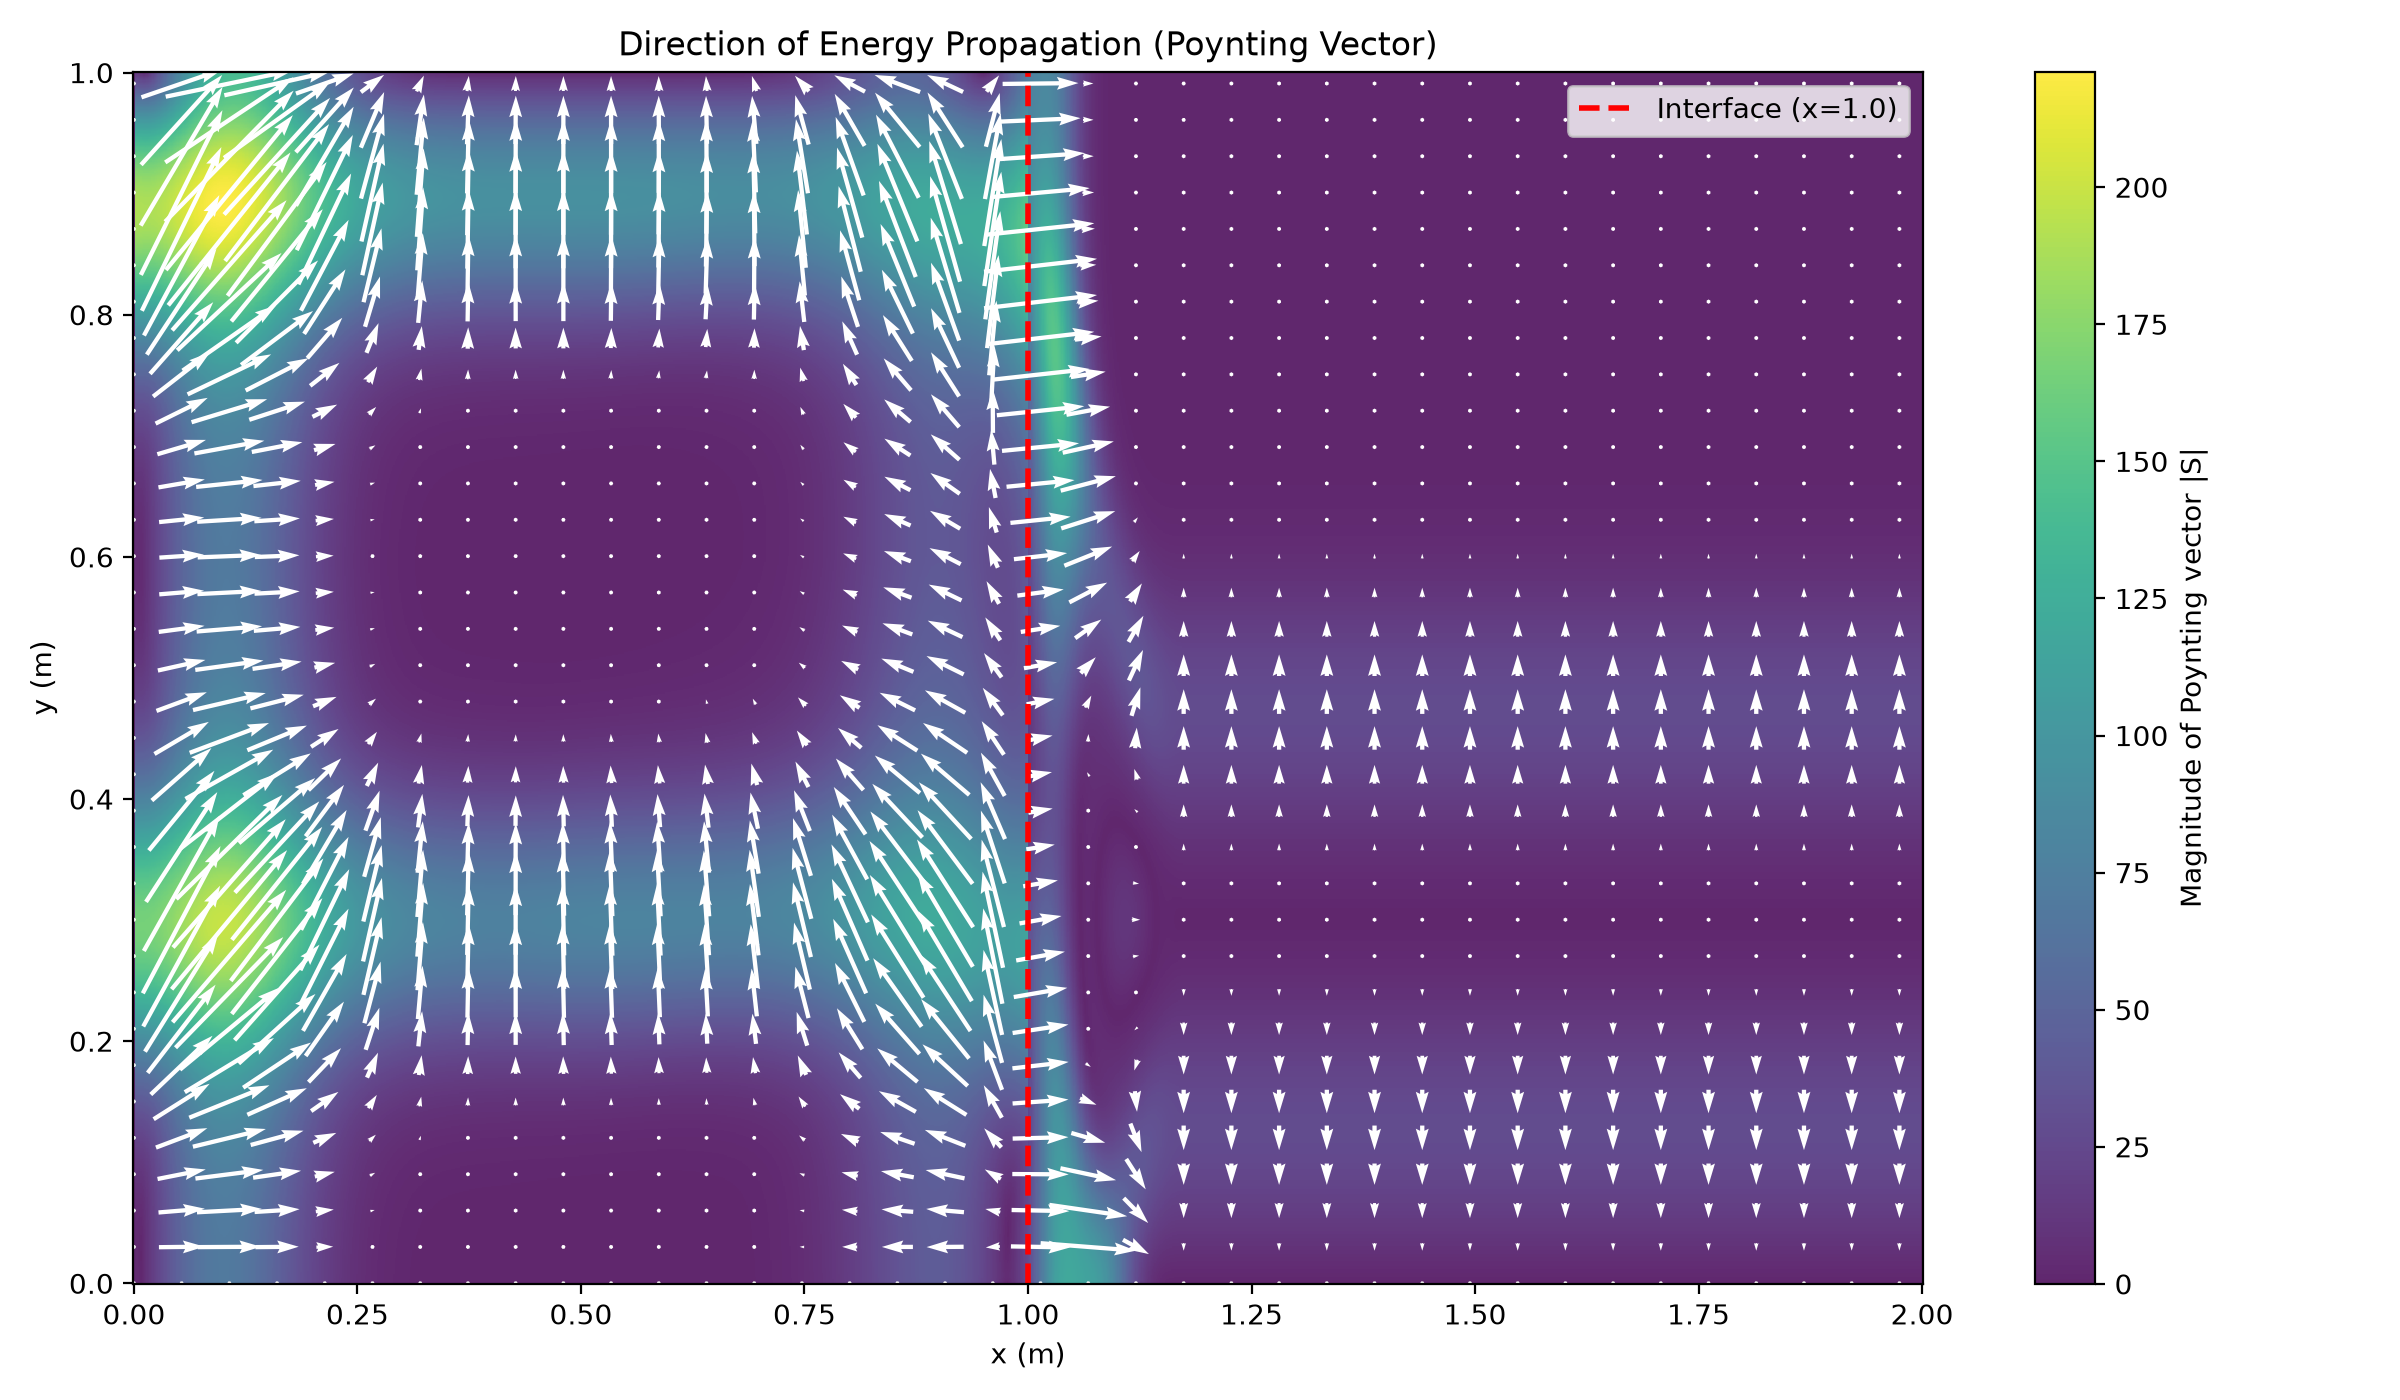 Direction of Energy Propagation (Poynting Vector)
Interface (x=1.0)
1.0
0.8
0.6
0.4
0.2
0.0
y (m)
0.00 0.25 0.50 0.75 1.00 1.25 1.50 1.75 2.00
x (m)
200
175
150
125
100
75
50
25
0
Magnitude of Poynting vector |S|